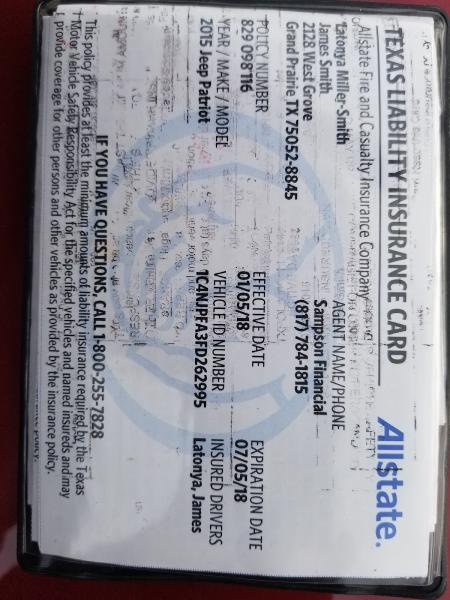 TEXAS LIABILITY INSURANCE CARD
Allstate.
Allstate Fire and Casualty Insurance Company
Latonya Miller-Smith
James Smith
2128 West Grove
Grand Prairie, TX 75052-8845
AGENT NAME/PHONE
Sampson Financial
(817) 784-1815
POLICY NUMBER
829 098 116
EFFECTIVE DATE
01/05/18
EXPIRATION DATE
07/05/18
YEAR / MAKE / MODEL
2015 Jeep Patriot
VEHICLE ID NUMBER
1C4NJPFA3FD262995
INSURED DRIVERS
Latonya, James
IF YOU HAVE QUESTIONS, CALL 1-800-255-7828
This policy provides at least the minimum amounts of liability insurance required by the Texas
Motor Vehicle Safety Responsibility Act for the specified vehicles and named insureds and may
provide coverage for other persons and other vehicles as provided by the insurance policy.